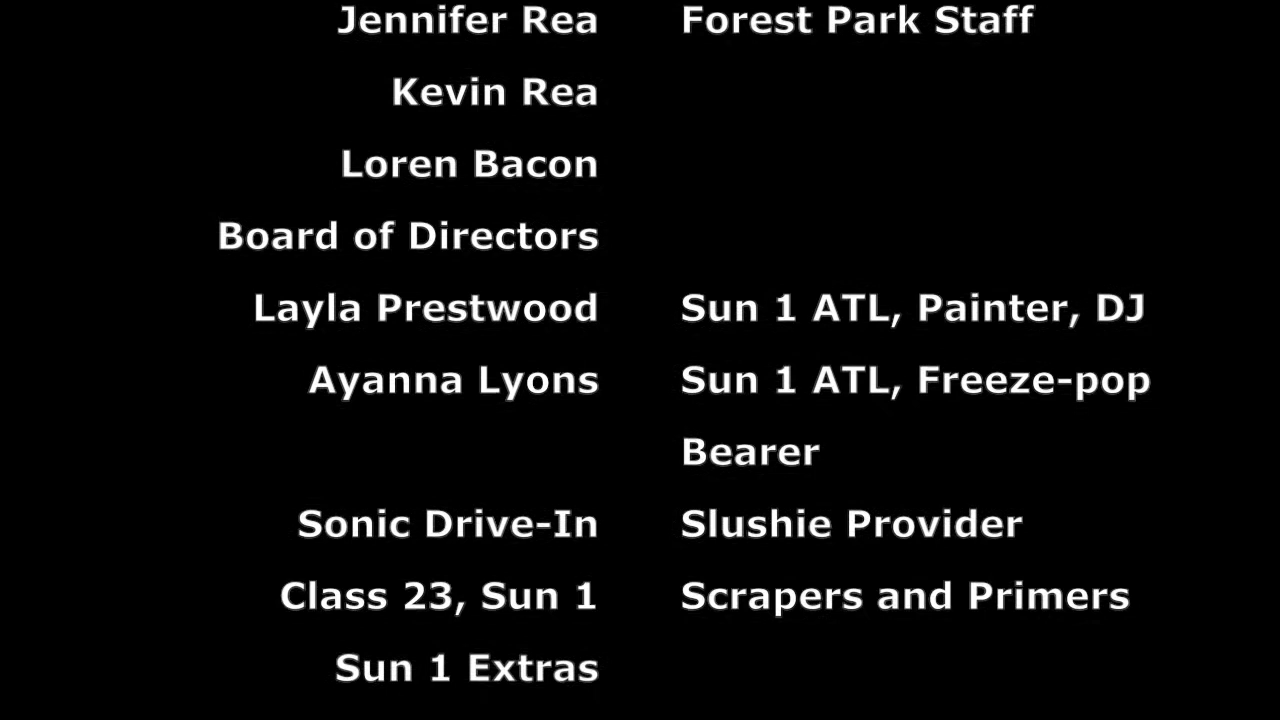 Jennifer Rea Forest Park Staff
Kevin Rea
Loren Bacon
Board of Directors
Layla Prestwood Sun 1 ATL, Painter, DJ
Ayanna Lyons Sun 1 ATL, Freeze-pop
Bearer
Sonic Drive-In Slushie Provider
Class 23, Sun 1 Scrapers and Primers
Sun 1 Extras